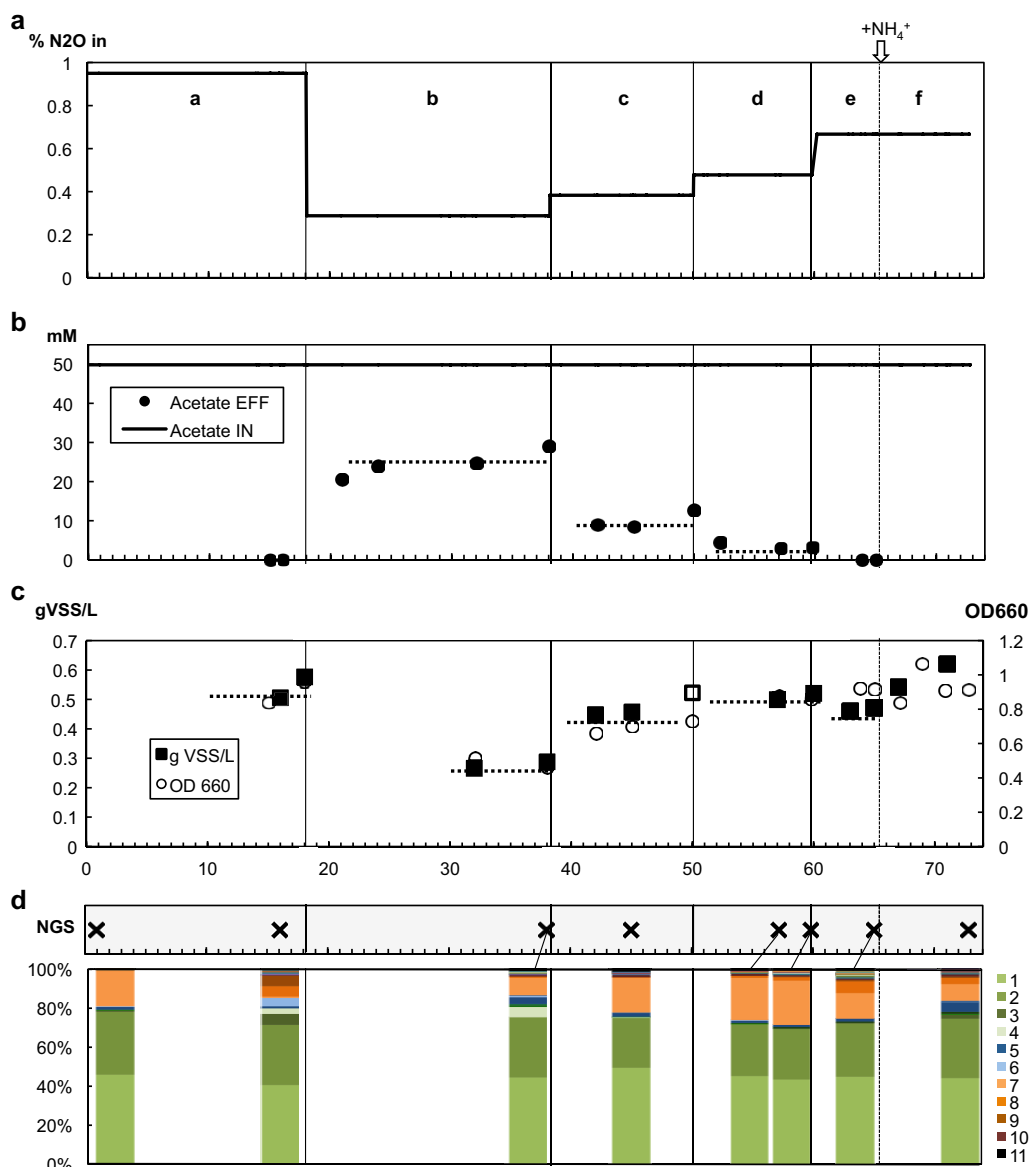 a
% N2O in
+NH4+
1
0.8
0.6
0.4
0.2
0
a
b
c
d
e
f
b
mM
50
40
30
20
10
0
Acetate EFF
Acetate IN
c
gVSS/L
OD660
0.7
0.6
0.5
0.4
0.3
0.2
0.1
0
g VSS/L
OD 660
1.2
1
0.8
0.6
0.4
0.2
0
0
10
20
30
40
50
60
70
d
NGS
100%
80%
60%
40%
20%
0%
1
2
3
4
5
6
7
8
9
10
11